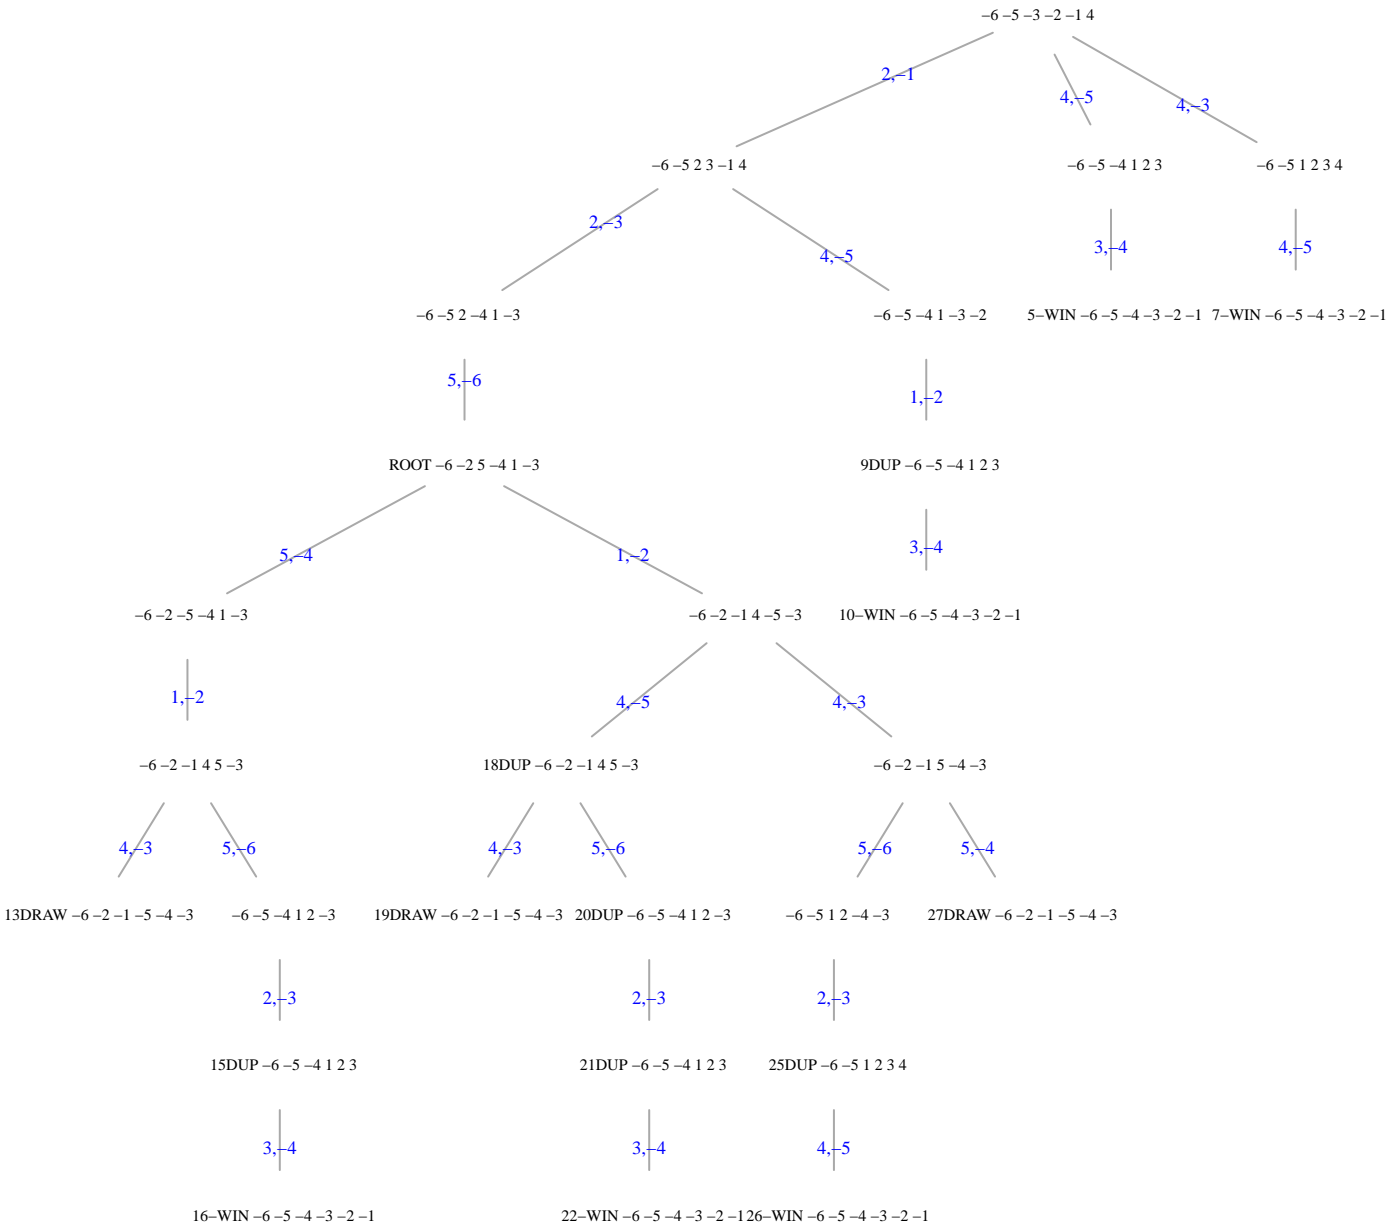 −6 −5 −3 −2 −1 4
2,−1
4,−5
4,−3
−6 −5 2 3 −1 4
−6 −5 −4 1 2 3
−6 −5 1 2 3 4
2,−3
4,−5
3,−4
4,−5
−6 −5 2 −4 1 −3
−6 −5 −4 1 −3 −2
5−WIN −6 −5 −4 −3 −2 −1
7−WIN −6 −5 −4 −3 −2 −1
5,−6
1,−2
ROOT −6 −2 5 −4 1 −3
9DUP −6 −5 −4 1 2 3
5,−4
1,−2
3,−4
−6 −2 −5 −4 1 −3
−6 −2 −1 4 −5 −3
10−WIN −6 −5 −4 −3 −2 −1
1,−2
4,−5
4,−3
−6 −2 −1 4 5 −3
18DUP −6 −2 −1 4 5 −3
−6 −2 −1 5 −4 −3
4,−3
5,−6
4,−3
5,−6
5,−6
5,−4
13DRAW −6 −2 −1 −5 −4 −3
−6 −5 −4 1 2 −3
19DRAW −6 −2 −1 −5 −4 −3
20DUP −6 −5 −4 1 2 −3
−6 −5 1 2 −4 −3
27DRAW −6 −2 −1 −5 −4 −3
2,−3
2,−3
2,−3
15DUP −6 −5 −4 1 2 3
21DUP −6 −5 −4 1 2 3
25DUP −6 −5 1 2 3 4
3,−4
3,−4
4,−5
16−WIN −6 −5 −4 −3 −2 −1
22−WIN −6 −5 −4 −3 −2 −1
26−WIN −6 −5 −4 −3 −2 −1